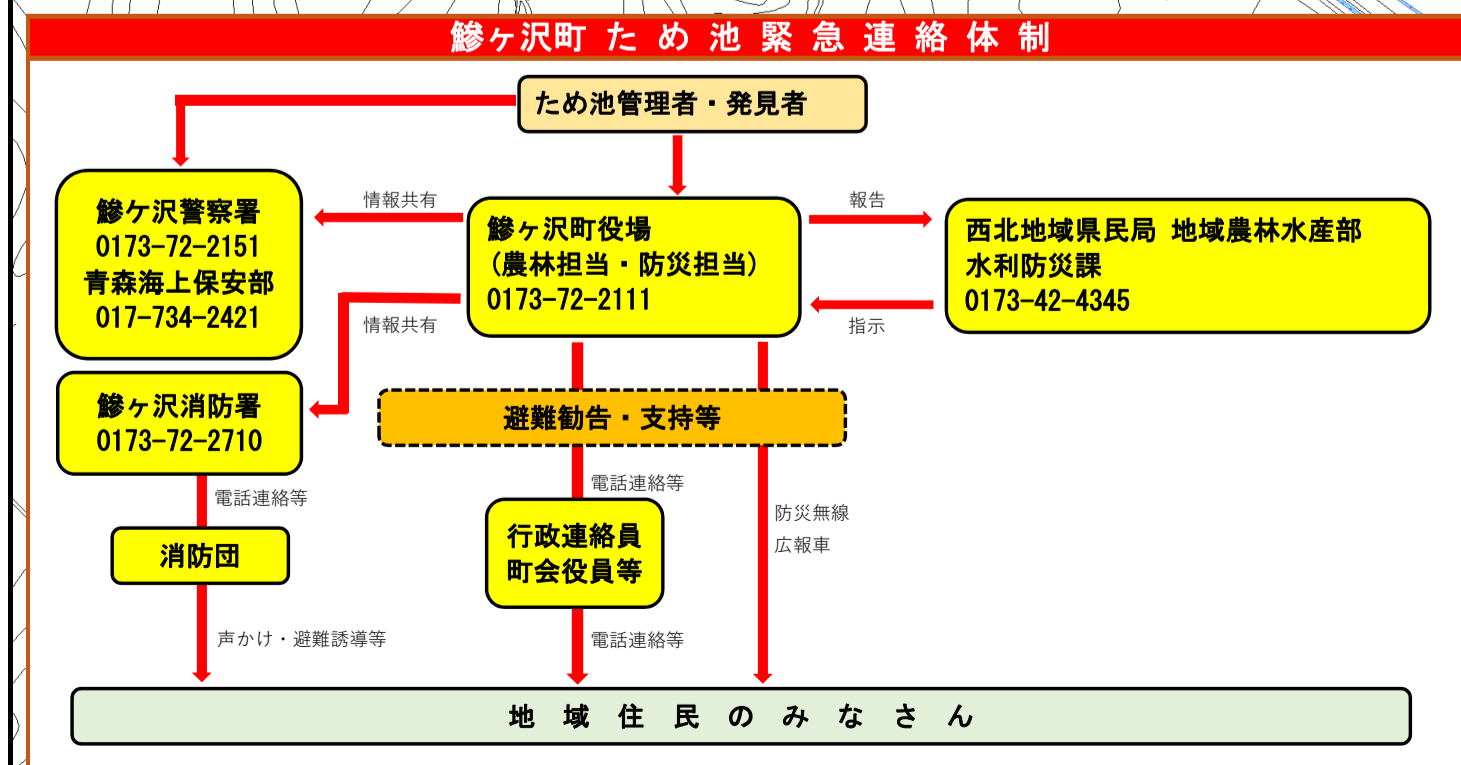 鰺ヶ沢町 た め 池 緊 急 連 絡 体 制
ため池管理者・発見者
鰺ケ沢警察署
0173-72-2151
青森海上保安部
017-734-2421
情報共有
鰺ヶ沢町役場
(農林担当・防災担当)
0173-72-2111
報告
西北地域県民局 地域農林水産部
水利防災課
0173-42-4345
情報共有
指示
鰺ヶ沢消防署
0173-72-2710
避難勧告・支持等
電話連絡等
電話連絡等
防災無線
広報車
消防団
行政連絡員
町会役員等
声かけ・避難誘導等
電話連絡等
地 域 住 民 の み な さ ん